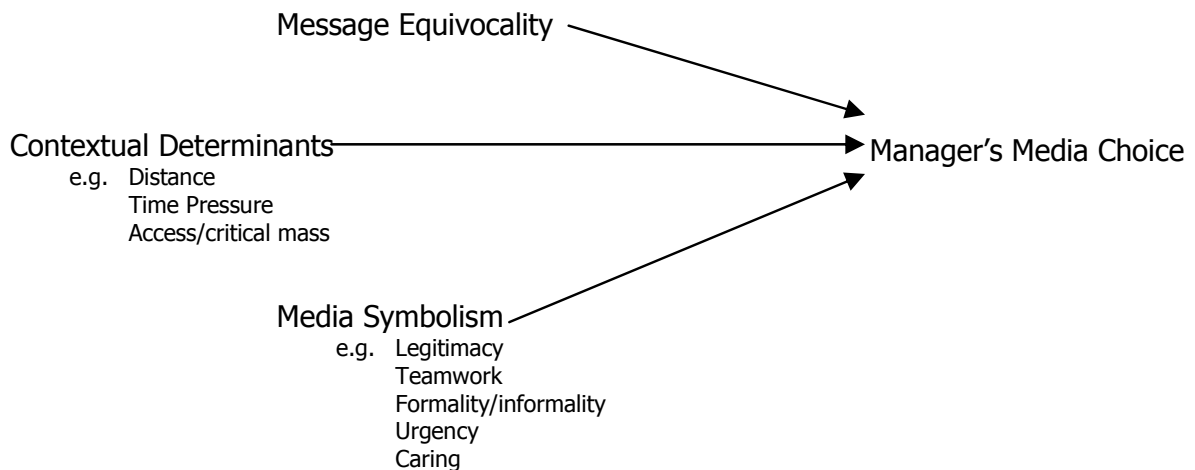 Message Equivocality
Contextual Determinants
e.g. Distance
Time Pressure
Access/critical mass
Manager’s Media Choice
Media Symbolism
e.g. Legitimacy
Teamwork
Formality/informality
Urgency
Caring